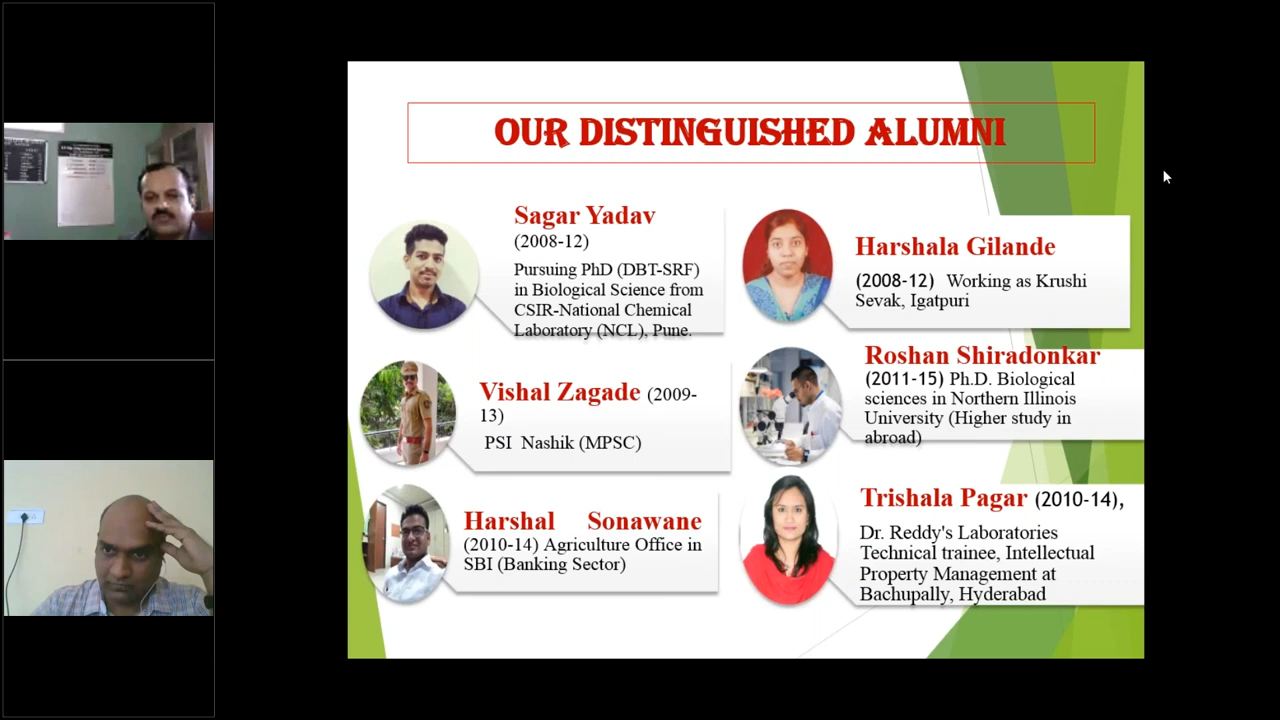 OUR DISTINGUISHED ALUMNI
Sagar Yadav
(2008-12)
Pursuing PhD (DBT-SRF)
in Biological Science from
CSIR-National Chemical
Laboratory (NCL), Pune.
Harshala Gilande
(2008-12) Working as Krushi
Sevak, Igatpuri
Vishal Zagade (2009-
13)
PSI Nashik (MPSC)
Roshan Shiradonkar
(2011-15) Ph.D. Biological
sciences in Northern Illinois
University (Higher study in
abroad)
Harshal Sonawane
(2010-14) Agriculture Office in
SBI (Banking Sector)
Trishala Pagar (2010-14),
Dr. Reddy's Laboratories
Technical trainee, Intellectual
Property Management at
Bachupally, Hyderabad